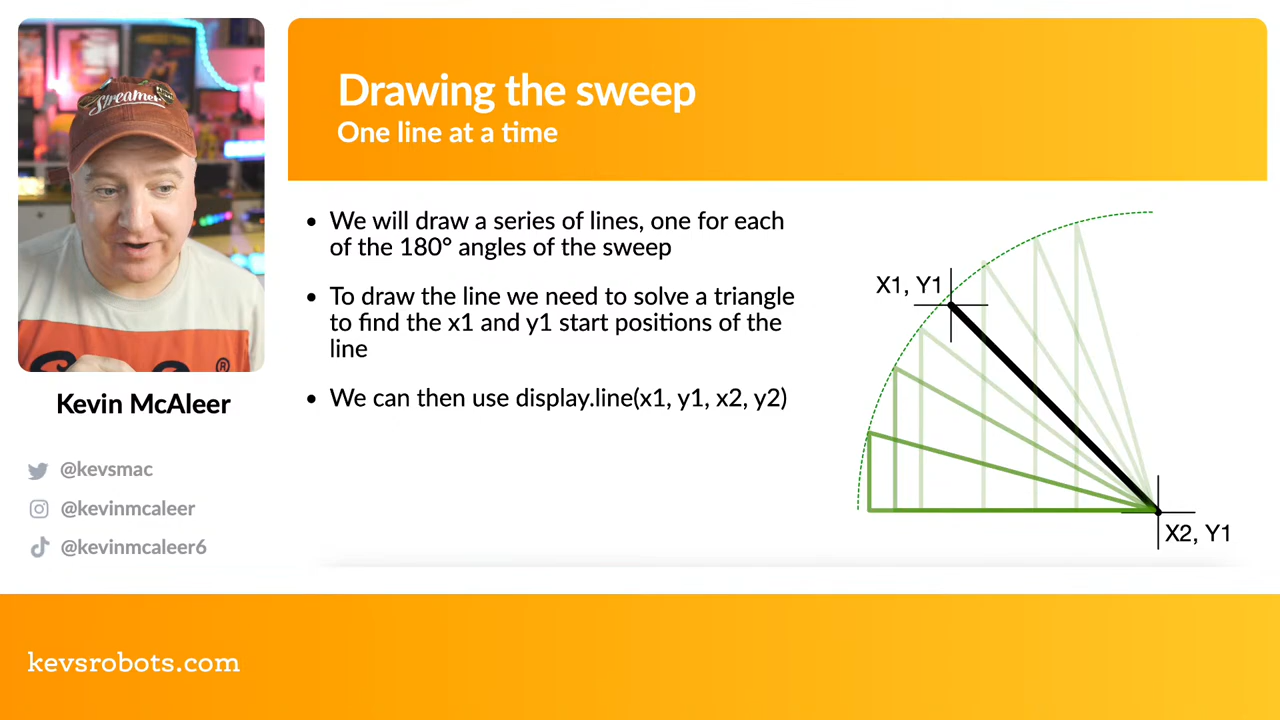 Streamer
®
Kevin McAleer
@kevsmac
@kevinmcaleer
@kevinmcaleer6
Drawing the sweep
One line at a time
• We will draw a series of lines, one for each
of the 180° angles of the sweep
• To draw the line we need to solve a triangle
to find the x1 and y1 start positions of the
line
• We can then use display.line(x1, y1, x2, y2)
X1, Y1
X2, Y1
kevsrobots.com